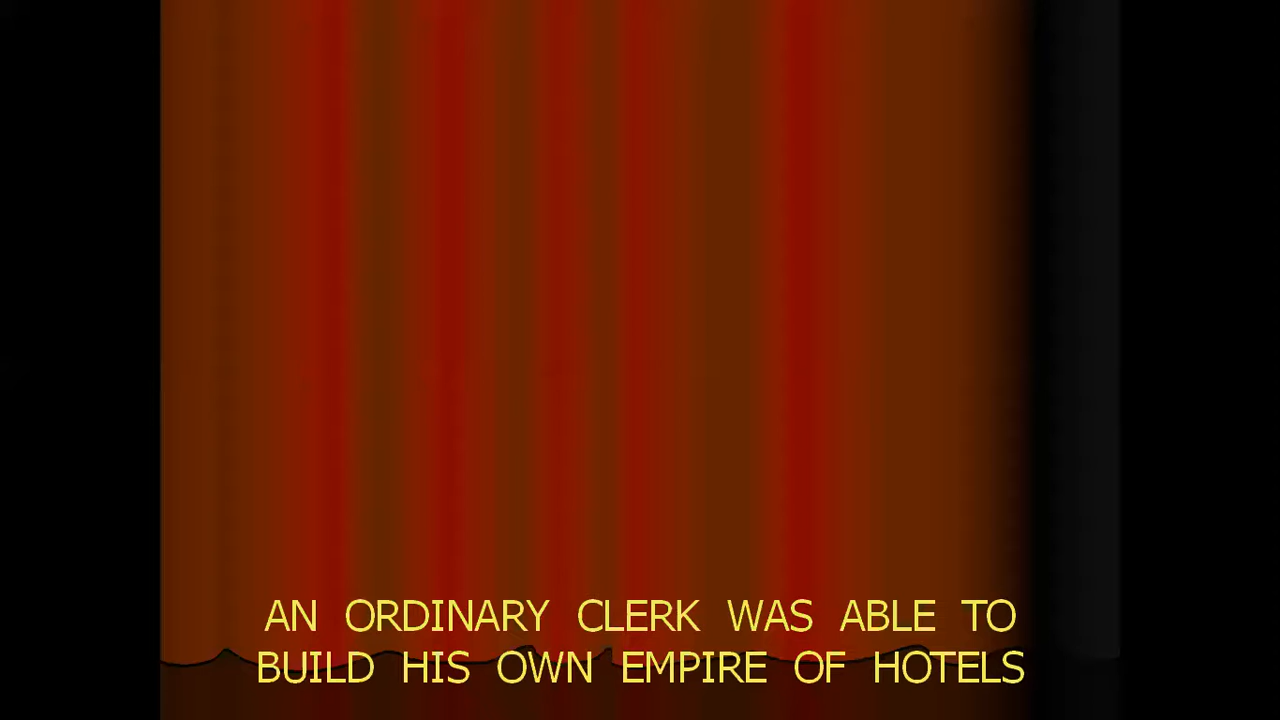 AN ORDINARY CLERK WAS ABLE TO
BUILD HIS OWN EMPIRE OF HOTELS